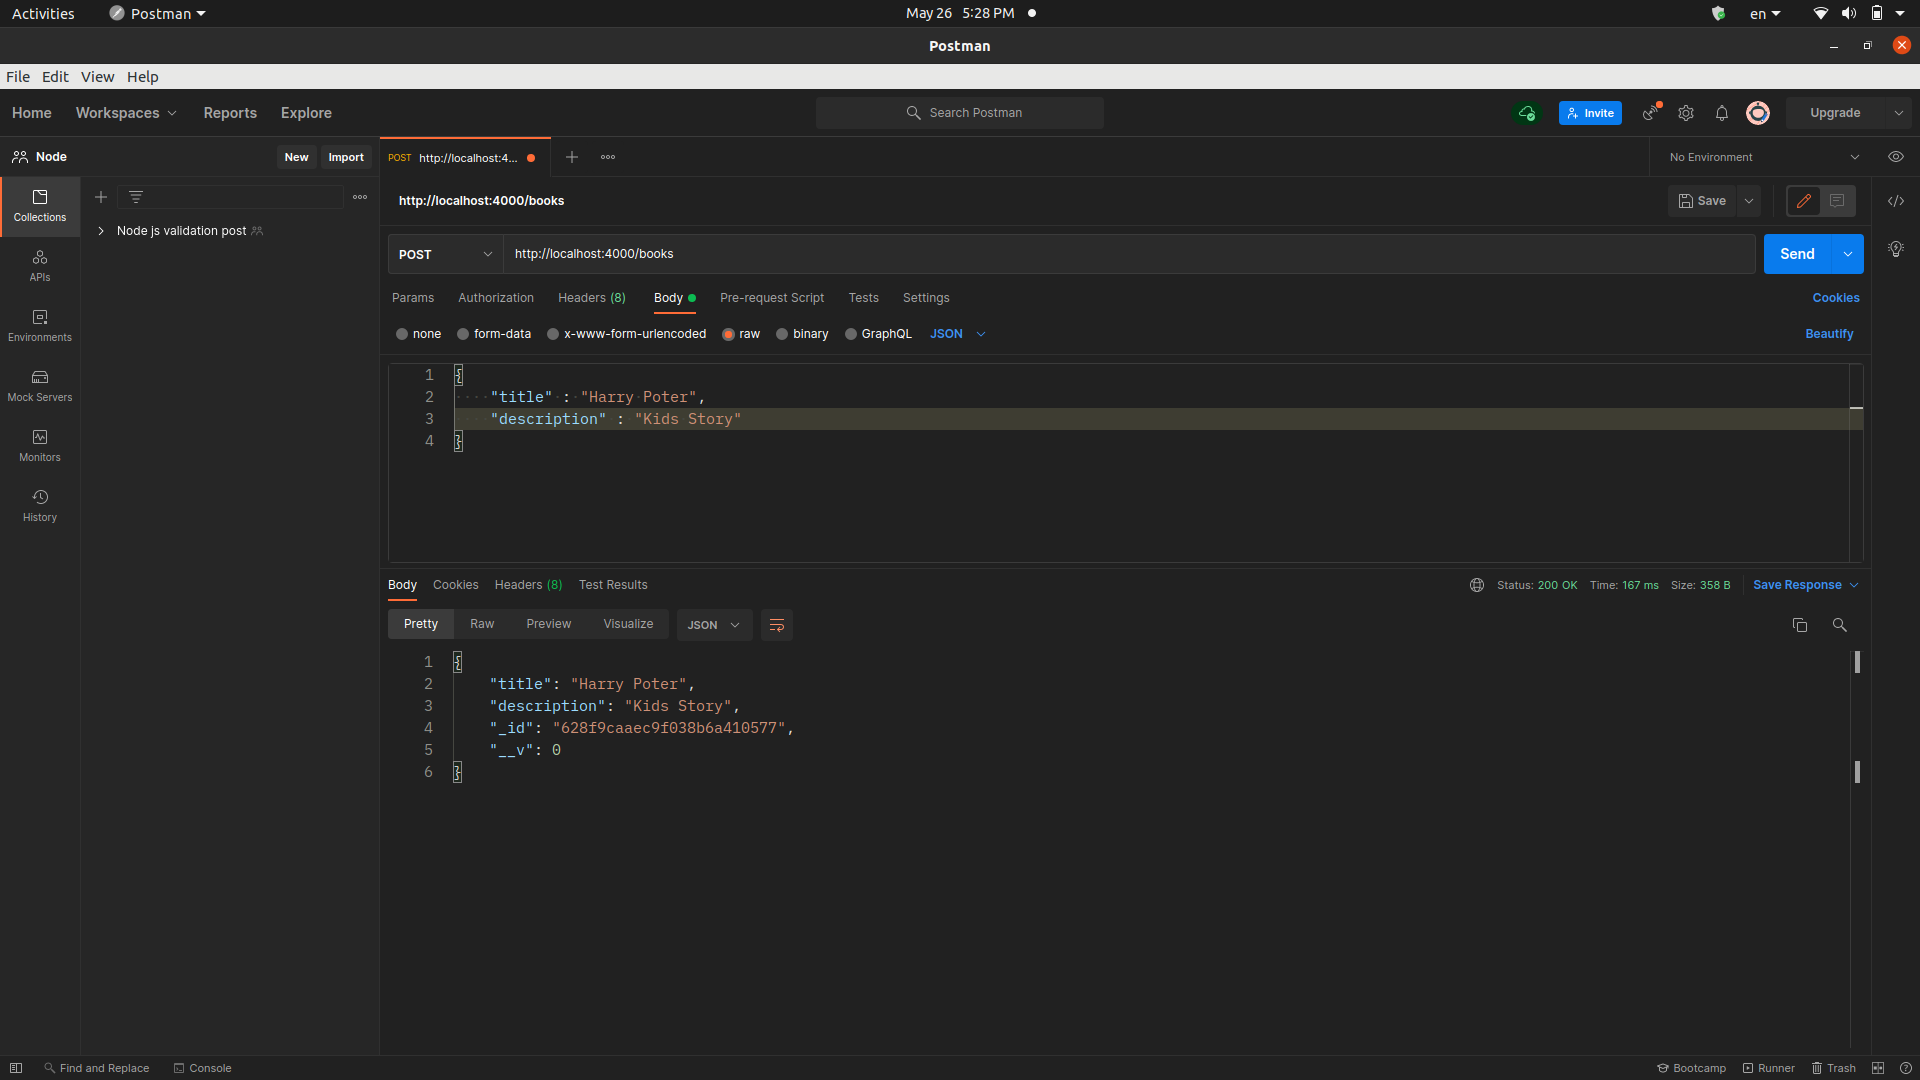 Activities Postman May 26 5:28 PM en
Postman
File Edit View Help
Home Workspaces Reports Explore Search Postman Invite Upgrade
Node New Import POST http://localhost:4... No Environment
Collections
http://localhost:4000/books Save
Node js validation post
POST http://localhost:4000/books Send
APIs
Params Authorization Headers (8) Body Pre-request Script Tests Settings Cookies
Environments
none form-data x-www-form-urlencoded raw binary GraphQL JSON Beautify
Mock Servers
Monitors
History
1 {
2 "title" : "Harry Poter",
3 "description" : "Kids Story"
4 }
Body Cookies Headers (8) Test Results Status: 200 OK Time: 167 ms Size: 358 B Save Response
Pretty Raw Preview Visualize JSON
1 {
2 "title": "Harry Poter",
3 "description": "Kids Story",
4 "_id": "628f9caaec9f038b6a410577",
5 "__v": 0
6 }
Find and Replace Console Bootcamp Runner Trash